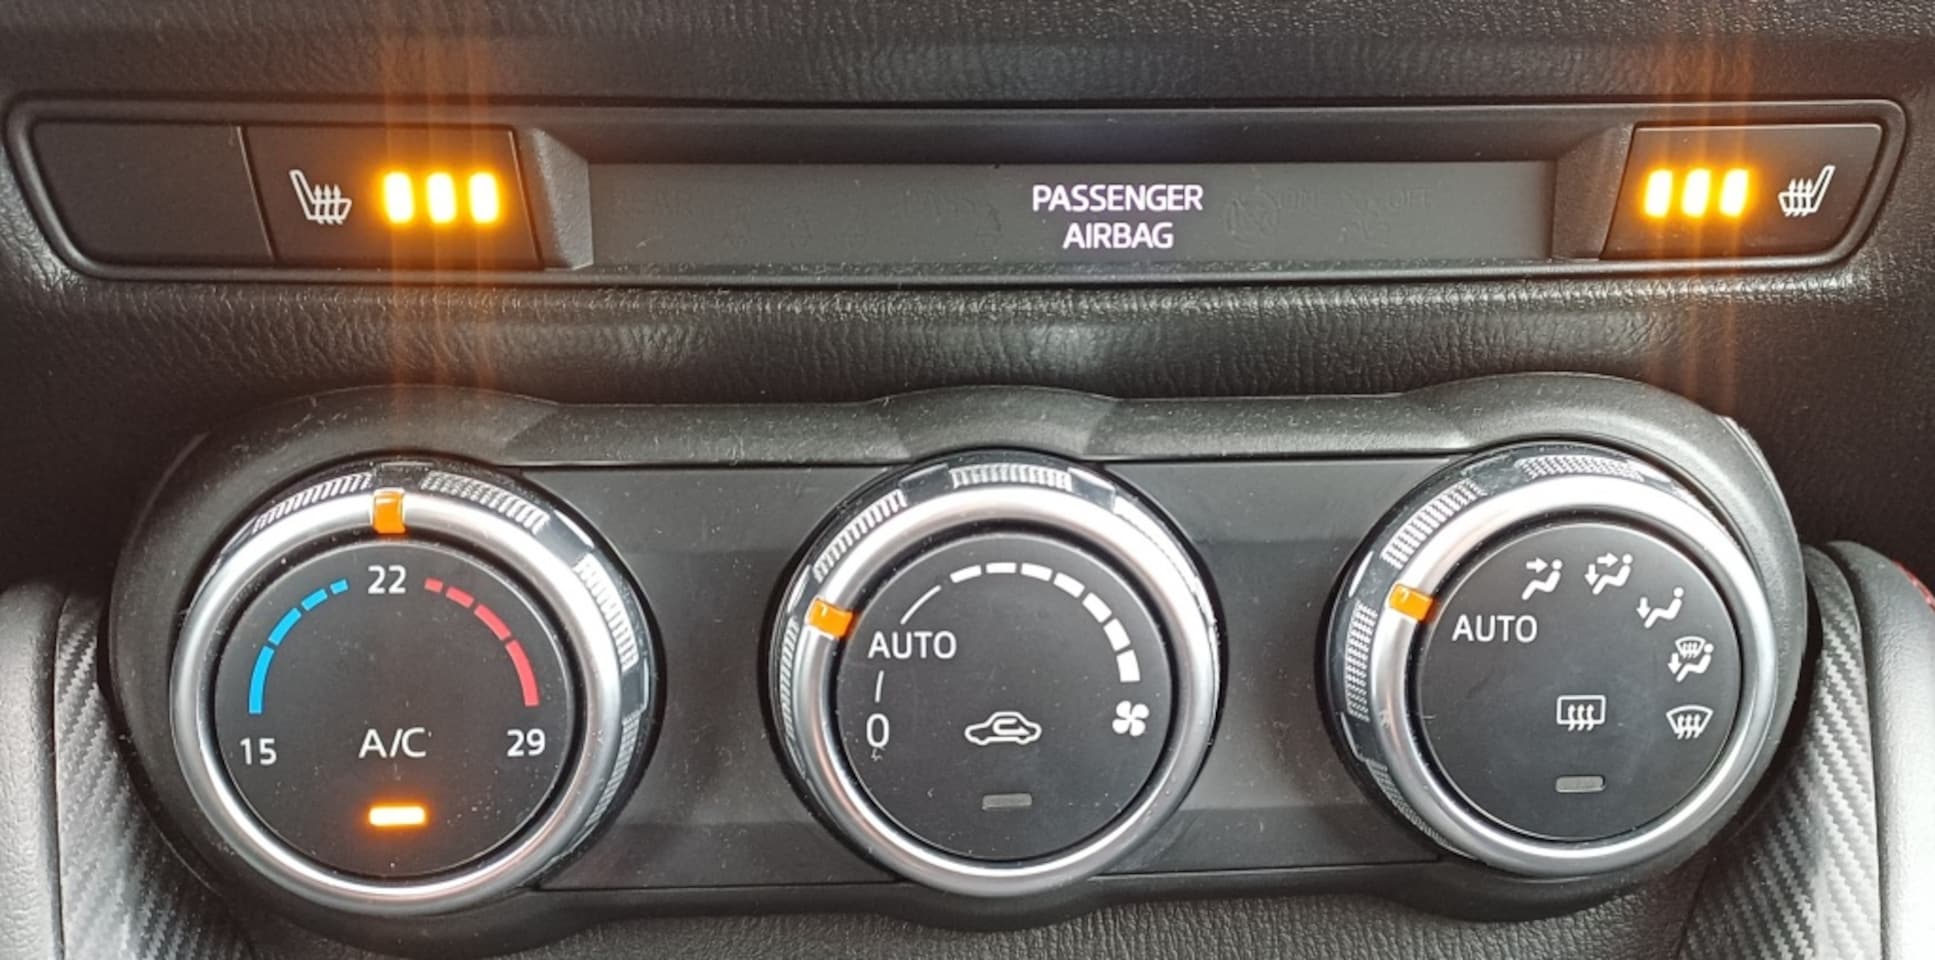 PASSENGER
AIRBAG
22
15
A/C
29
AUTO
0
AUTO